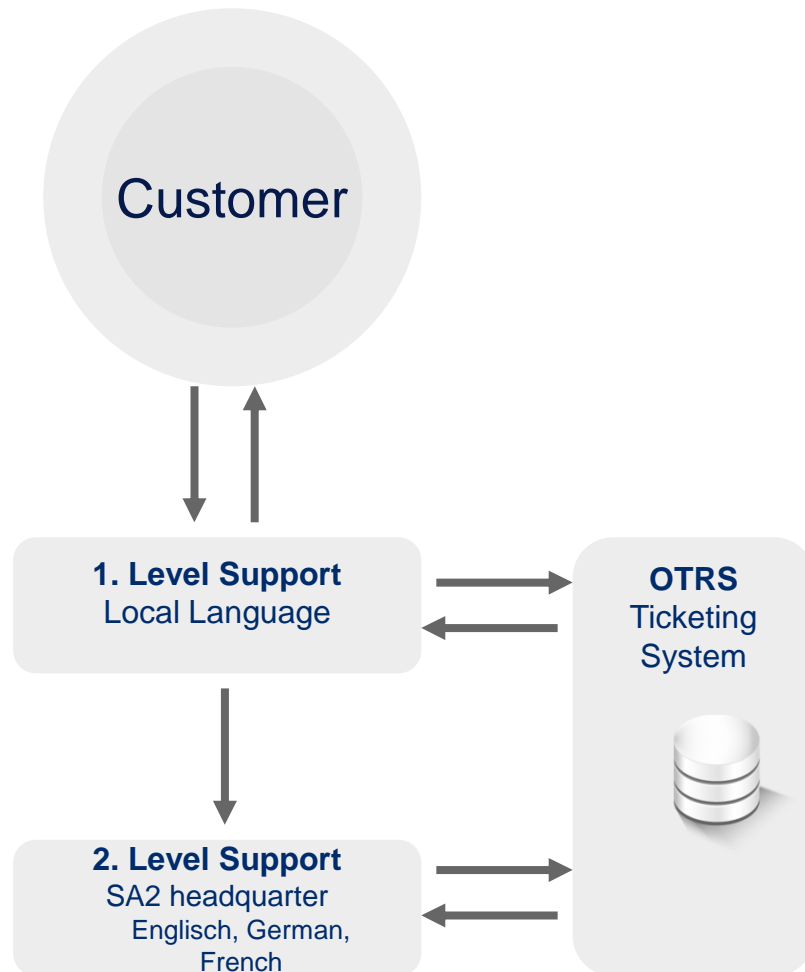 Customer
1. Level Support
Local Language
OTRS
Ticketing
System
2. Level Support
SA2 headquarter
Englisch, German,
French